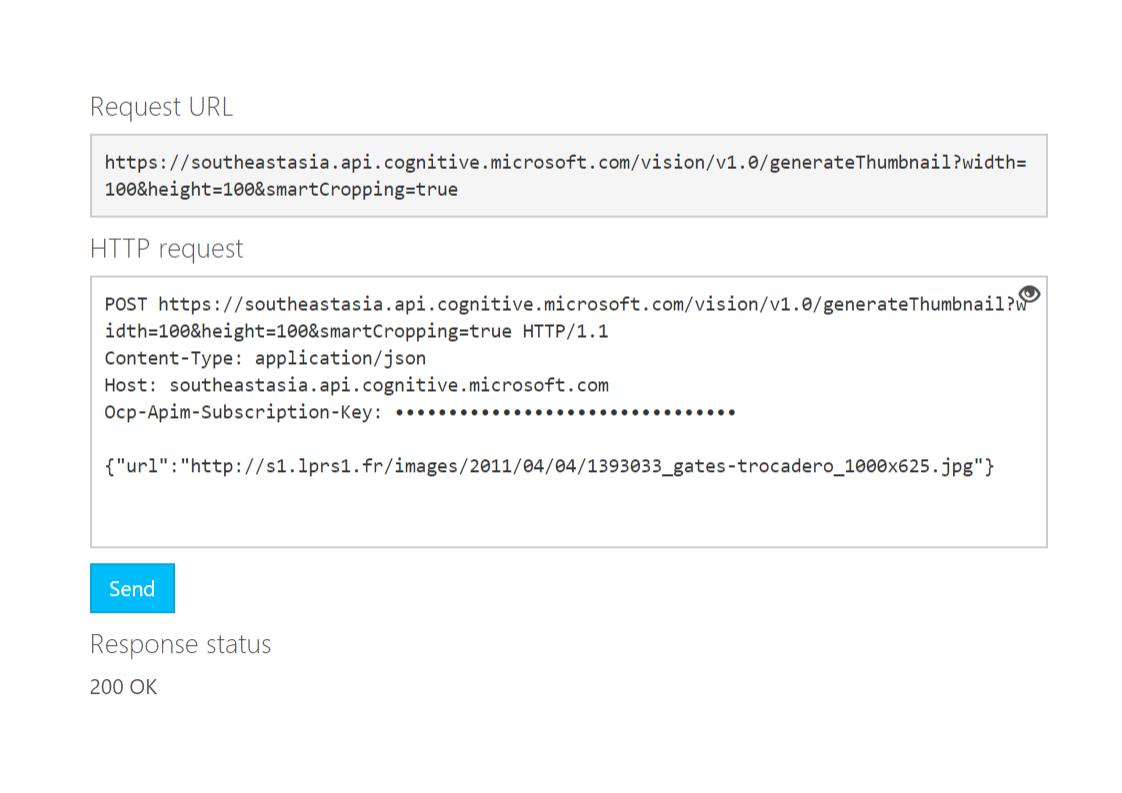 Request URL
https://southeastasia.api.cognitive.microsoft.com/vision/v1.0/generateThumbnail?width=
100&height=100&smartCropping=true
HTTP request
POST https://southeastasia.api.cognitive.microsoft.com/vision/v1.0/generateThumbnail?w
idth=100&height=100&smartCropping=true HTTP/1.1
Content-Type: application/json
Host: southeastasia.api.cognitive.microsoft.com
Ocp-Apim-Subscription-Key: ••••••••••••••••••••••••••••••••
{"url":"http://s1.lprs1.fr/images/2011/04/04/1393033_gates-trocadero_1000x625.jpg"}
Send
Response status
200 OK